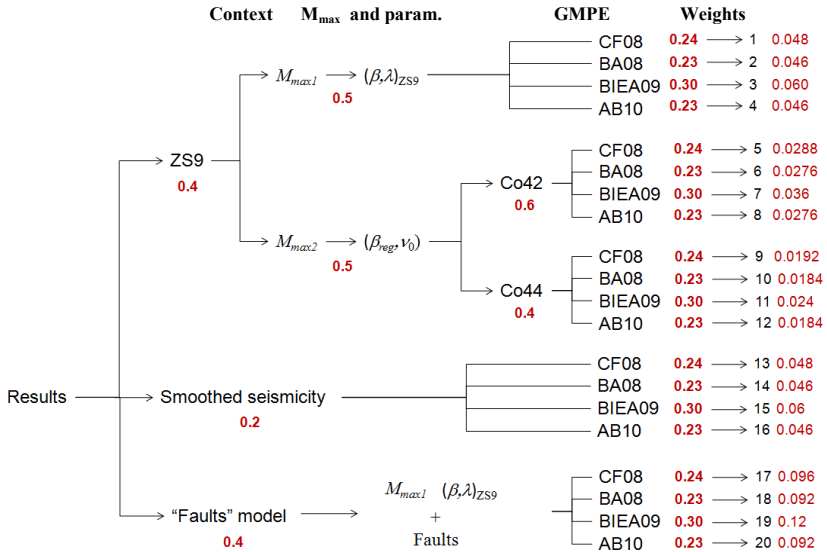 Context M_max and param. GMPE Weights
CF08 0.24 1 0.048
BA08 0.23 2 0.046
M_max1 (β,λ)_ZS9 BIEA09 0.30 3 0.060
0.5 AB10 0.23 4 0.046
CF08 0.24 5 0.0288
ZS9 BA08 0.23 6 0.0276
0.4 Co42 BIEA09 0.30 7 0.036
0.6 AB10 0.23 8 0.0276
M_max2 (β_reg,ν_0)
0.5 CF08 0.24 9 0.0192
BA08 0.23 10 0.0184
Co44 BIEA09 0.30 11 0.024
0.4 AB10 0.23 12 0.0184
CF08 0.24 13 0.048
BA08 0.23 14 0.046
Results Smoothed seismicity BIEA09 0.30 15 0.06
0.2 AB10 0.23 16 0.046
CF08 0.24 17 0.096
M_max1 (β,λ)_ZS9 BA08 0.23 18 0.092
"Faults" model + BIEA09 0.30 19 0.12
0.4 Faults AB10 0.23 20 0.092